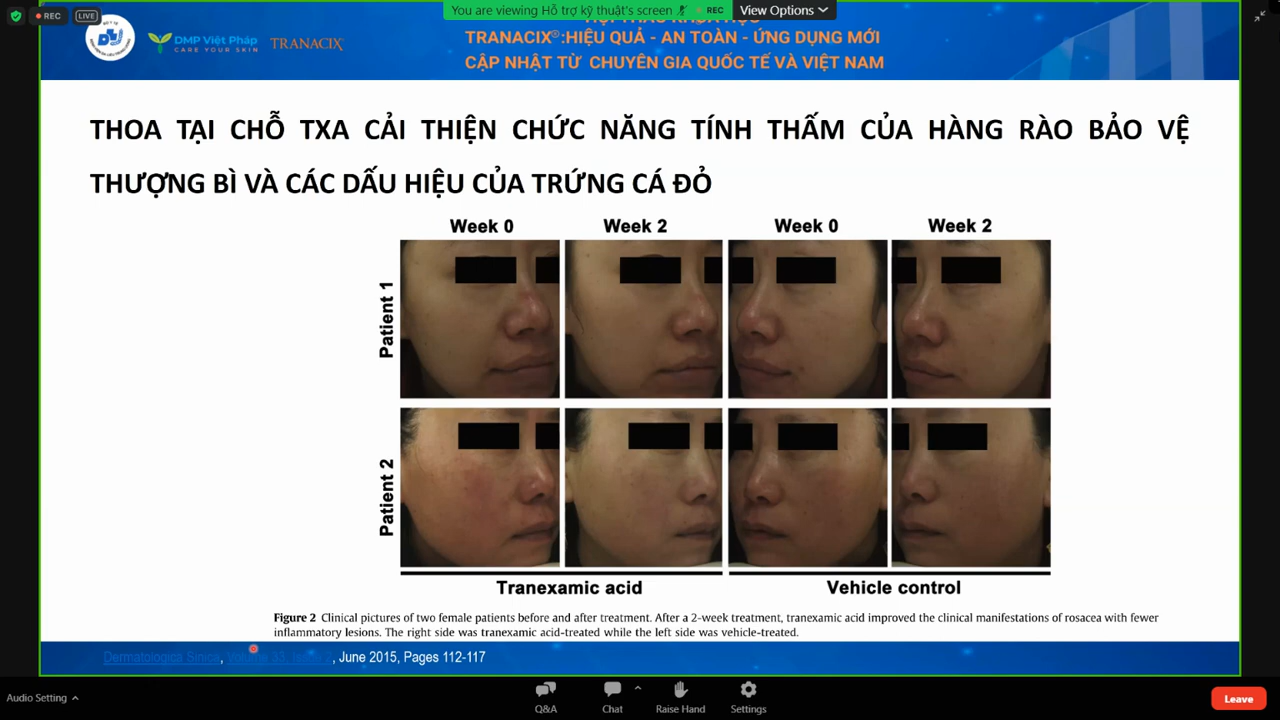 REC
LIVE
You are viewing Hỗ trợ kỹ thuật's screen
REC
View Options
HỘI THẢO KHOA HỌC
TRANACIX®:HIỆU QUẢ - AN TOÀN - ỨNG DỤNG MỚI
CẬP NHẬT TỪ CHUYÊN GIA QUỐC TẾ VÀ VIỆT NAM
DMP Việt Pháp
CARE YOUR SKIN
TRANACIX
THOA TẠI CHỖ TXA CẢI THIỆN CHỨC NĂNG TÍNH THẤM CỦA HÀNG RÀO BẢO VỆ
THƯỢNG BÌ VÀ CÁC DẤU HIỆU CỦA TRỨNG CÁ ĐỎ
Week 0 Week 2 Week 0 Week 2
Patient 1
Patient 2
Tranexamic acid Vehicle control
Figure 2 Clinical pictures of two female patients before and after treatment. After a 2-week treatment, tranexamic acid improved the clinical manifestations of rosacea with fewer
inflammatory lesions. The right side was tranexamic acid-treated while the left side was vehicle-treated.
Dermatologica Sinica, Volume 33, Issue 2, June 2015, Pages 112-117
Audio Setting
Q&A
Chat
Raise Hand
Settings
Leave